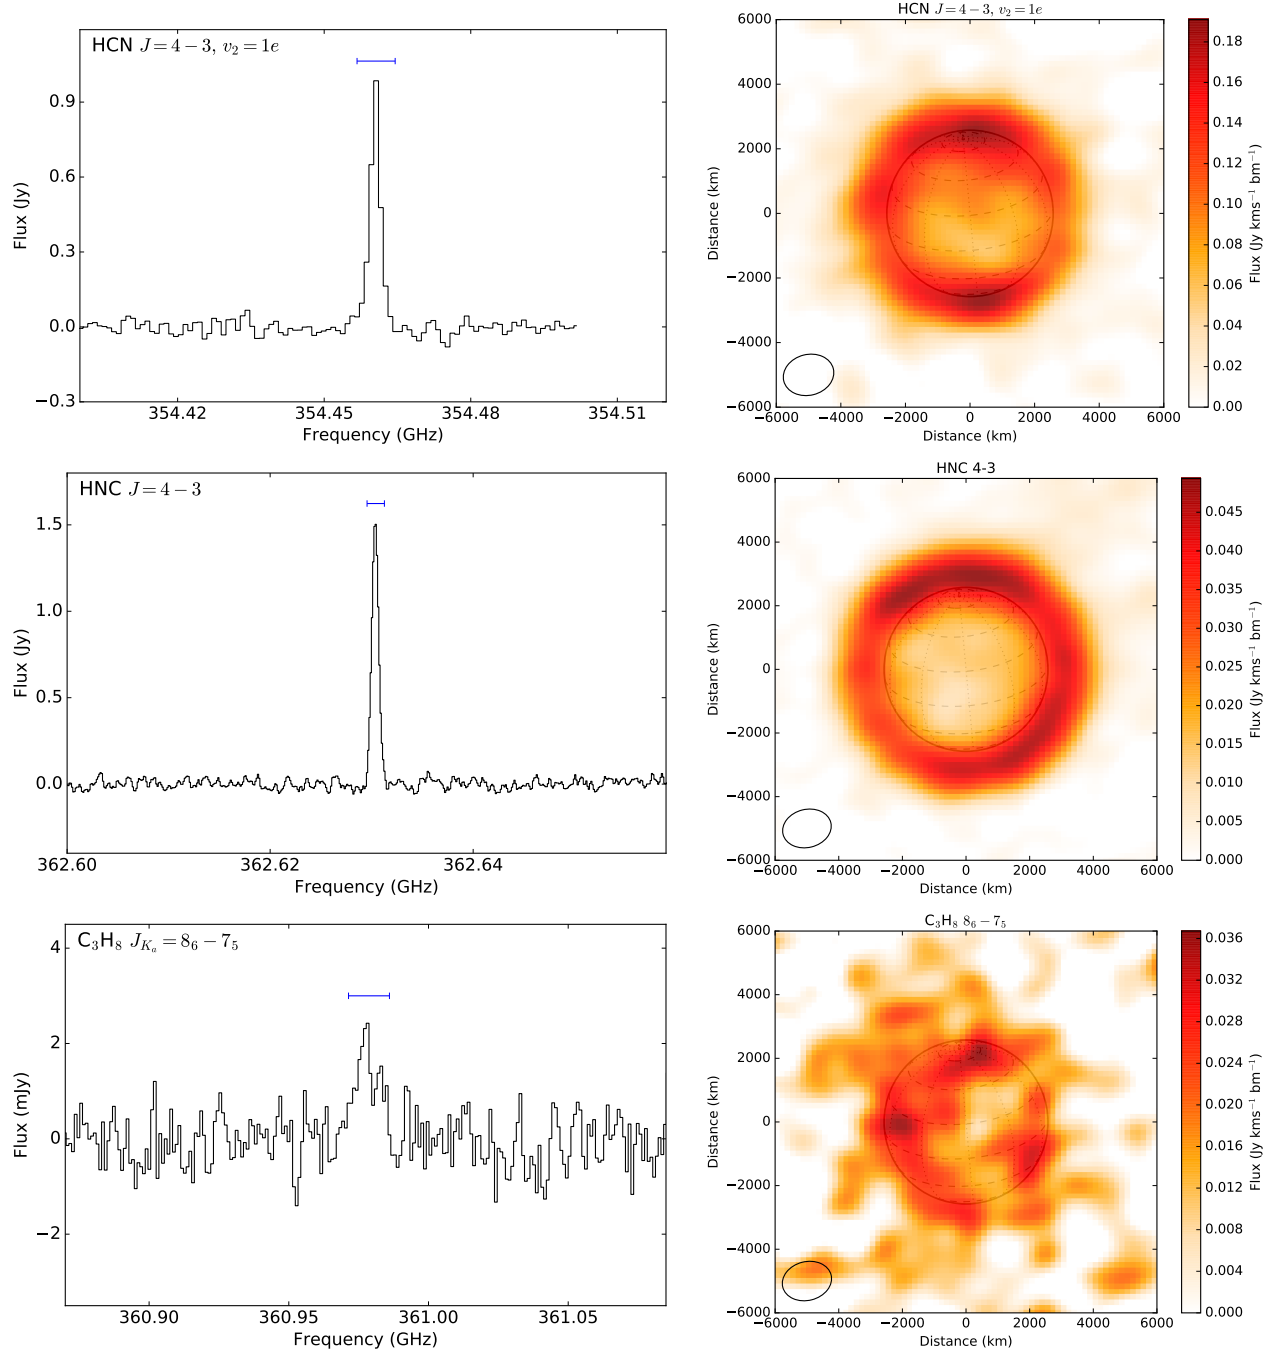 HCN J = 4 − 3, v₂ = 1e
0.9
0.6
0.3
0.0
−0.3
Flux (Jy)
354.42 354.45 354.48 354.51
Frequency (GHz)
HCN J = 4 − 3, v₂ = 1e
6000
4000
2000
0
−2000
−4000
−6000
Distance (km)
−6000 −4000 −2000 0 2000 4000 6000
Distance (km)
0.18
0.16
0.14
0.12
0.10
0.08
0.06
0.04
0.02
0.00
Flux (Jy kms⁻¹ bm⁻¹)
HNC J = 4 − 3
1.5
1.0
0.5
0.0
Flux (Jy)
362.60 362.62 362.64
Frequency (GHz)
HNC 4-3
6000
4000
2000
0
−2000
−4000
−6000
Distance (km)
−6000 −4000 −2000 0 2000 4000 6000
Distance (km)
0.045
0.040
0.035
0.030
0.025
0.020
0.015
0.010
0.005
0.000
Flux (Jy kms⁻¹ bm⁻¹)
C₃H₈ J_{Kₐ} = 8₆ − 7₅
4
2
0
−2
Flux (mJy)
360.90 360.95 361.00 361.05
Frequency (GHz)
C₃H₈ 8₆ − 7₅
6000
4000
2000
0
−2000
−4000
−6000
Distance (km)
−6000 −4000 −2000 0 2000 4000 6000
Distance (km)
0.036
0.032
0.028
0.024
0.020
0.016
0.012
0.008
0.004
0.000
Flux (Jy kms⁻¹ bm⁻¹)